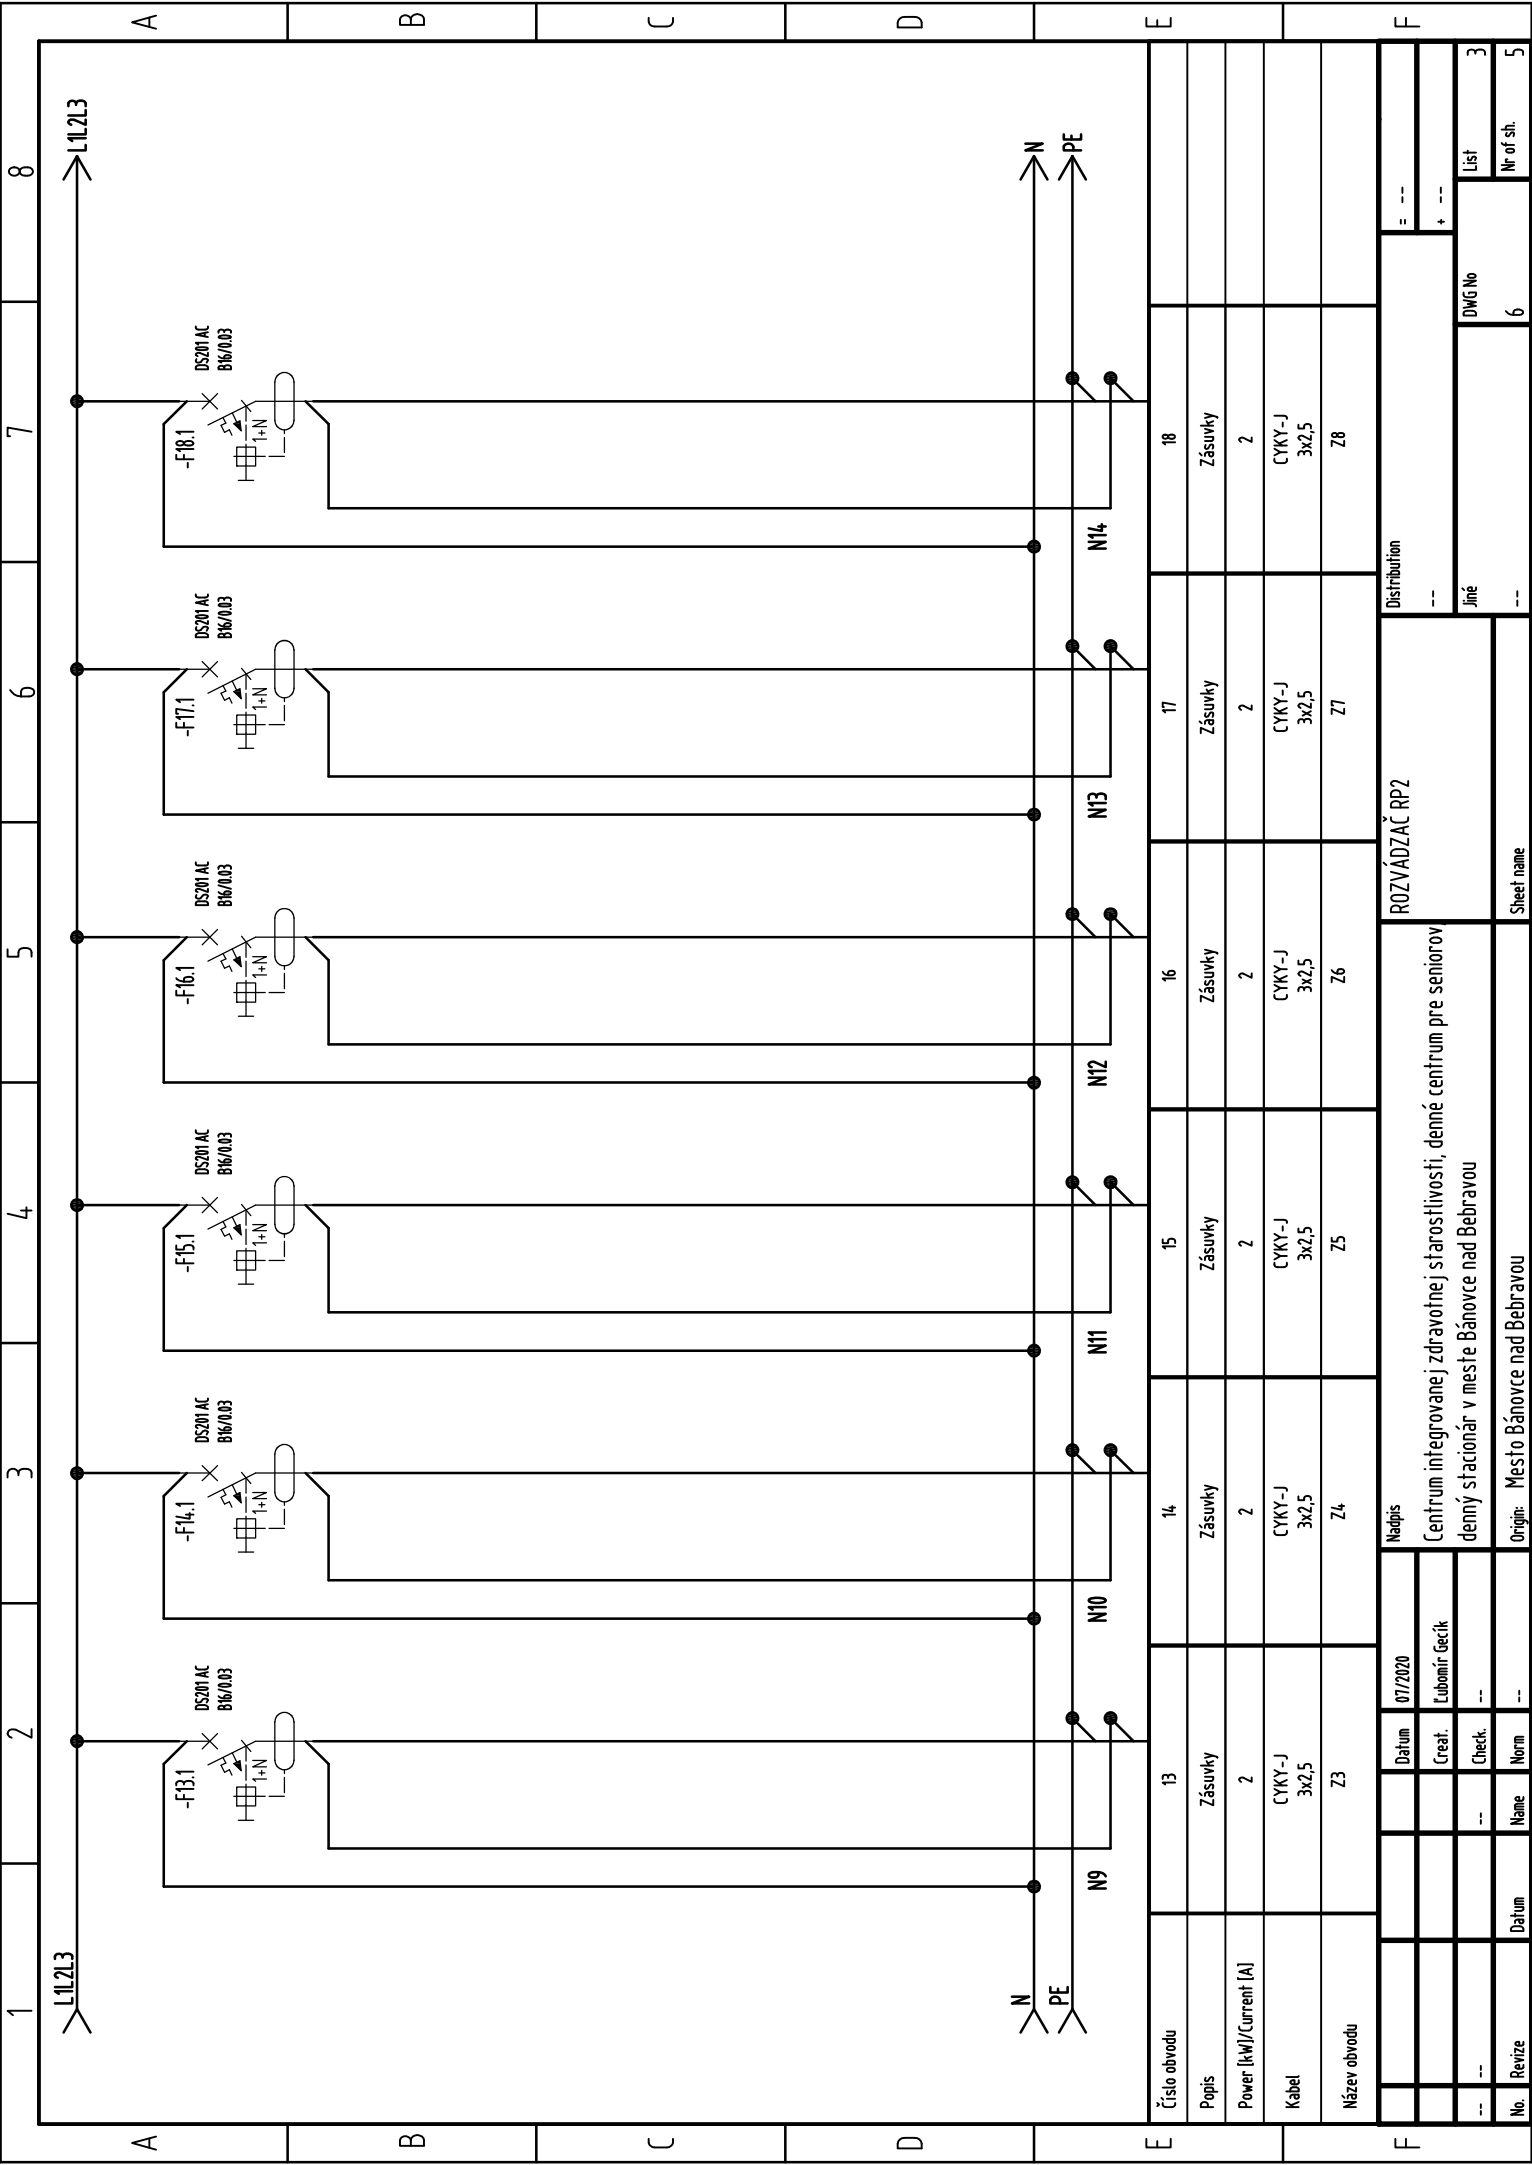 1 2 3 4 5 6 7 8
A A
B B
C C
D D
E E
F F
L1L2L3 L1L2L3
DS201 AC DS201 AC DS201 AC DS201 AC DS201 AC DS201 AC
B16/0.03 B16/0.03 B16/0.03 B16/0.03 B16/0.03 B16/0.03
-F13.1 -F14.1 -F15.1 -F16.1 -F17.1 -F18.1
1+N 1+N 1+N 1+N 1+N 1+N
N N
PE PE
N9 N10 N11 N12 N13 N14
Číslo obvodu 13 14 15 16 17 18
Popis Zásuvky Zásuvky Zásuvky Zásuvky Zásuvky Zásuvky
Power [kW]/Current [A] 2 2 2 2 2 2
Kabel CYKY-J CYKY-J CYKY-J CYKY-J CYKY-J CYKY-J
3x2,5 3x2,5 3x2,5 3x2,5 3x2,5 3x2,5
Název obvodu Z3 Z4 Z5 Z6 Z7 Z8
Datum 07/2020
Creat. Ľubomír Gecík
-- -- Check. --
No. Revize Datum Name Norm --
Nadpis
Centrum integrovanej zdravotnej starostlivosti, denné centrum pre seniorov,
denný stacionár v meste Bánovce nad Bebravou
Origin: Mesto Bánovce nad Bebravou
ROZVÁDZAČ RP2
Sheet name
Distribution
--
= --
+ --
Jiné
--
DWG No
6
List 3
Nr of sh. 5